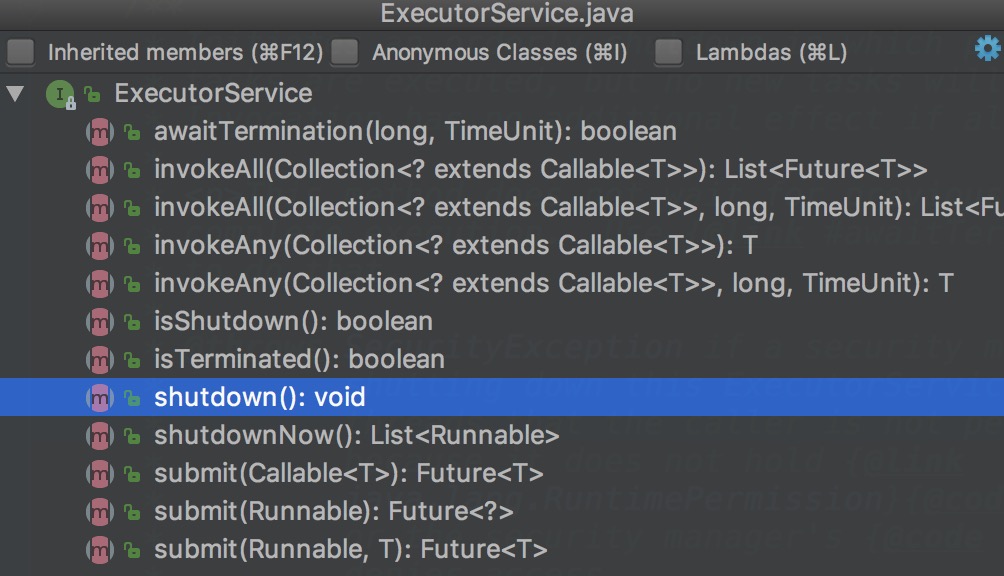 ExecutorService.java
Inherited members (⌘F12) Anonymous Classes (⌘I) Lambdas (⌘L)
ExecutorService
awaitTermination(long, TimeUnit): boolean
invokeAll(Collection<? extends Callable<T>>): List<Future<T>>
invokeAll(Collection<? extends Callable<T>>, long, TimeUnit): List<Fu
invokeAny(Collection<? extends Callable<T>>): T
invokeAny(Collection<? extends Callable<T>>, long, TimeUnit): T
isShutdown(): boolean
isTerminated(): boolean
shutdown(): void
shutdownNow(): List<Runnable>
submit(Callable<T>): Future<T>
submit(Runnable): Future<?>
submit(Runnable, T): Future<T>